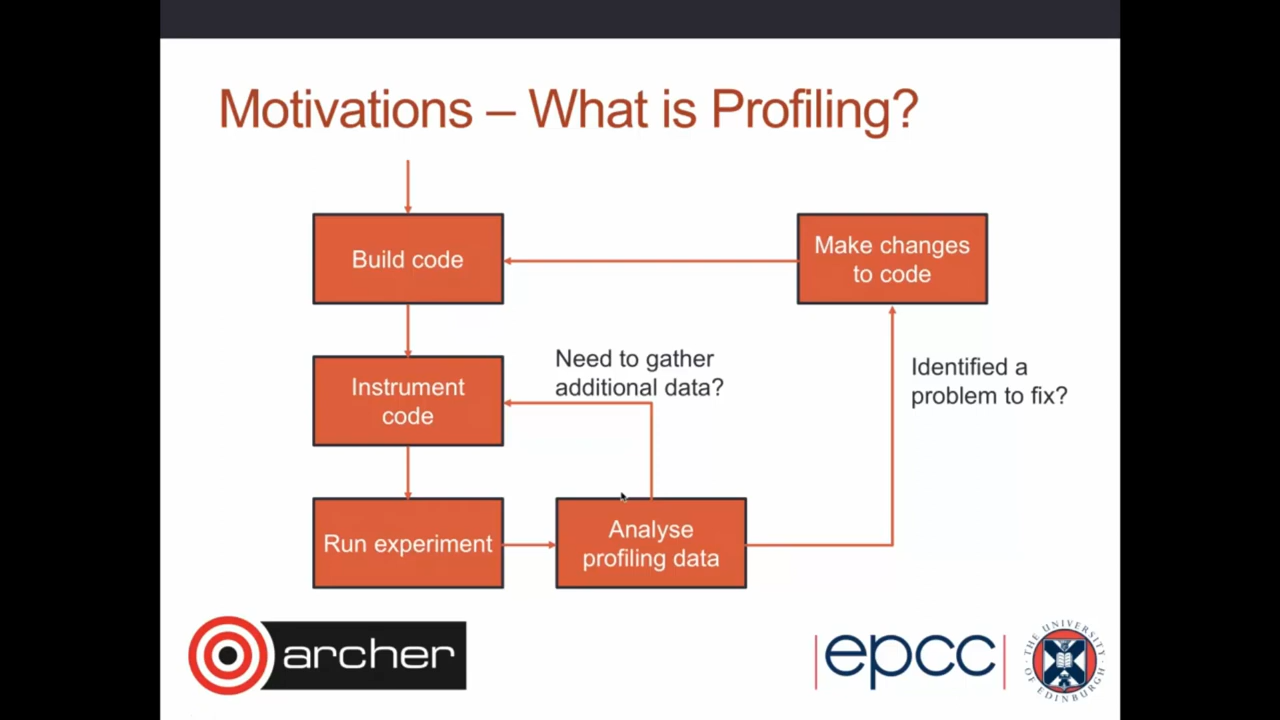 Motivations – What is Profiling?
Build code
Make changes
to code
Instrument
code
Need to gather
additional data?
Identified a
problem to fix?
Run experiment
Analyse
profiling data
archer
epcc
THE UNIVERSITY
OF EDINBURGH